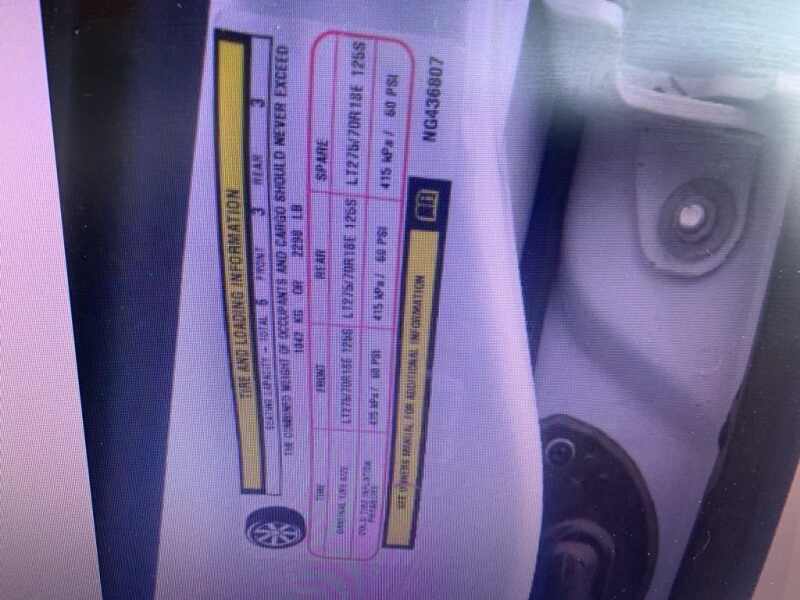 TIRE AND LOADING INFORMATION
SEATING CAPACITY - TOTAL 6 FRONT 3 REAR 3
THE COMBINED WEIGHT OF OCCUPANTS AND CARGO SHOULD NEVER EXCEED
1042 KG OR 2298 LB
TIRE FRONT REAR SPARE
ORIGINAL TIRE SIZE LT275/70R18E 125S LT275/70R18E 125S LT275/70R18E 125S
COLD TIRE INFLATION PRESSURE 415 kPa / 60 PSI 415 kPa / 60 PSI 415 kPa / 60 PSI
SEE OWNERS MANUAL FOR ADDITIONAL INFORMATION
NG436807